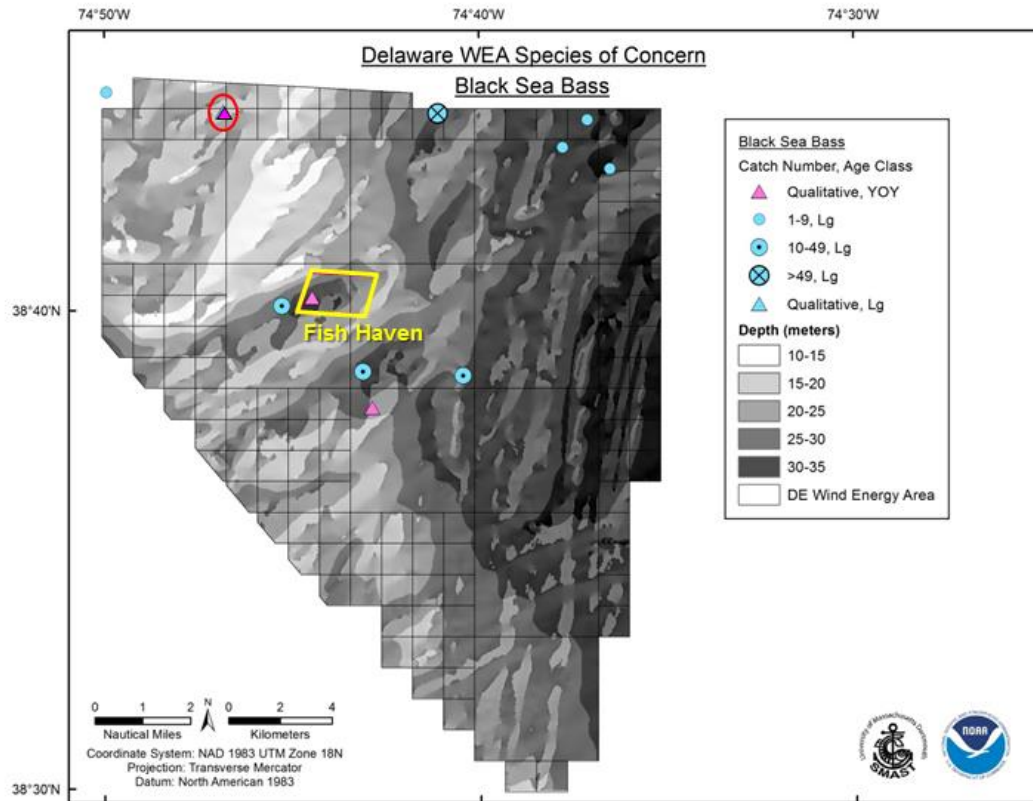 74°50'W 74°40'W 74°30'W
Delaware WEA Species of Concern
Black Sea Bass
38°40'N
38°30'N
Fish Haven
Black Sea Bass
Catch Number, Age Class
Qualitative, YOY
1-9, Lg
10-49, Lg
>49, Lg
Qualitative, Lg
Depth (meters)
10-15
15-20
20-25
25-30
30-35
DE Wind Energy Area
0 1 2
Nautical Miles
N
0 2 4
Kilometers
Coordinate System: NAD 1983 UTM Zone 18N
Projection: Transverse Mercator
Datum: North American 1983
University of Massachusetts Dartmouth
SMAST
NOAA